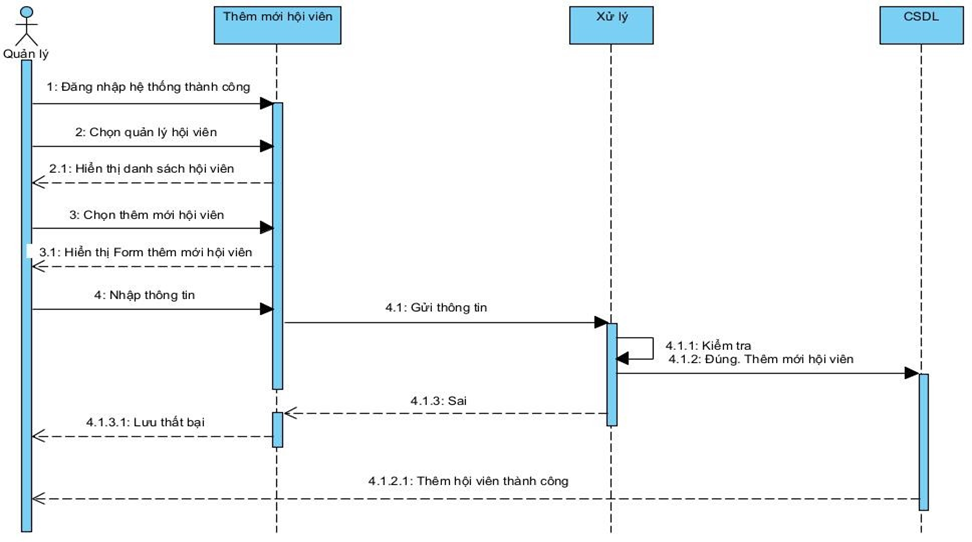 Thêm mới hội viên
Xử lý
CSDL
Quản lý
1: Đăng nhập hệ thống thành công
2: Chọn quản lý hội viên
2.1: Hiển thị danh sách hội viên
3: Chọn thêm mới hội viên
3.1: Hiển thị Form thêm mới hội viên
4: Nhập thông tin
4.1: Gửi thông tin
4.1.1: Kiểm tra
4.1.2: Đúng. Thêm mới hội viên
4.1.3: Sai
4.1.3.1: Lưu thất bại
4.1.2.1: Thêm hội viên thành công